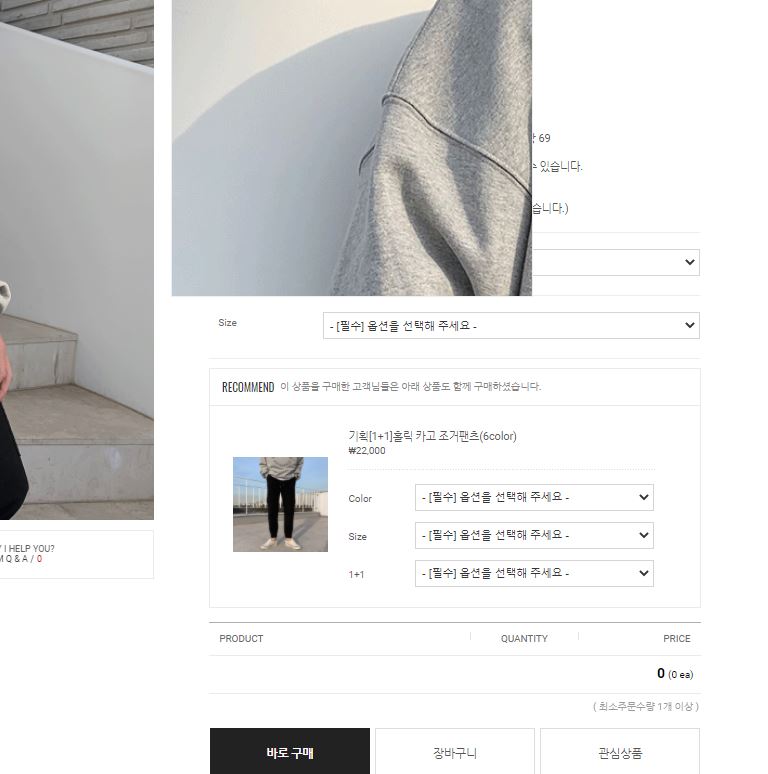 69
있습니다.
습니다.)
Size
- [필수] 옵션을 선택해 주세요 -
RECOMMEND 이 상품을 구매한 고객님들은 아래 상품도 함께 구매하셨습니다.
기획[1+1]홀릭 카고 조거팬츠(6color)
₩22,000
Color
- [필수] 옵션을 선택해 주세요 -
Size
- [필수] 옵션을 선택해 주세요 -
1+1
- [필수] 옵션을 선택해 주세요 -
I HELP YOU?
Q & A / 0
PRODUCT QUANTITY PRICE
0 (0 ea)
( 최소주문수량 1개 이상 )
바로 구매 장바구니 관심상품